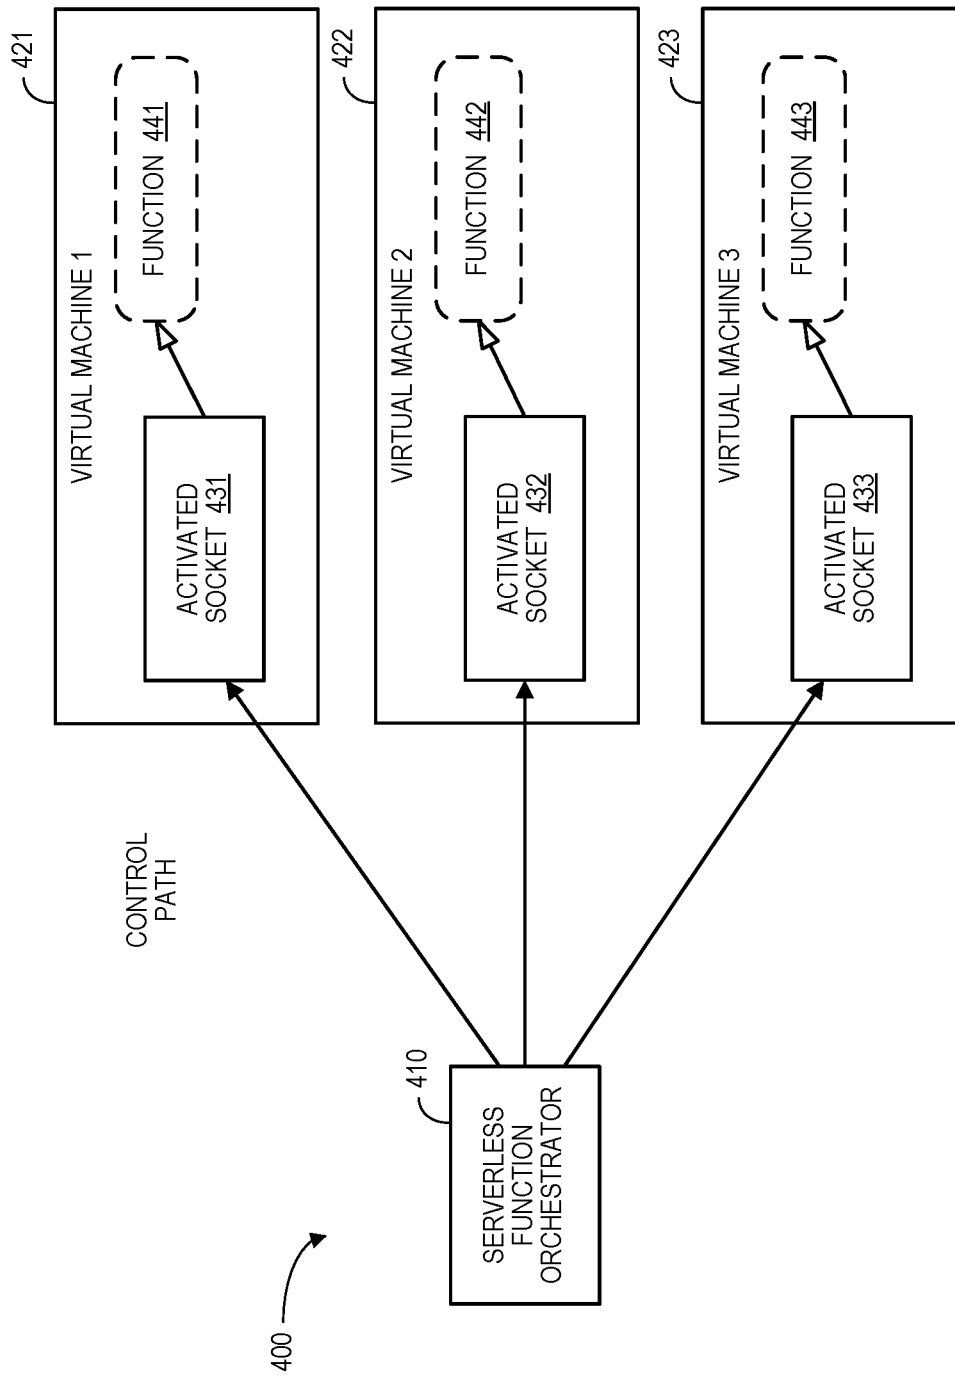 400
SERVERLESS
FUNCTION
ORCHESTRATOR
410
CONTROL
PATH
421
VIRTUAL MACHINE 1
ACTIVATED
SOCKET 431
FUNCTION 441
422
VIRTUAL MACHINE 2
ACTIVATED
SOCKET 432
FUNCTION 442
423
VIRTUAL MACHINE 3
ACTIVATED
SOCKET 433
FUNCTION 443